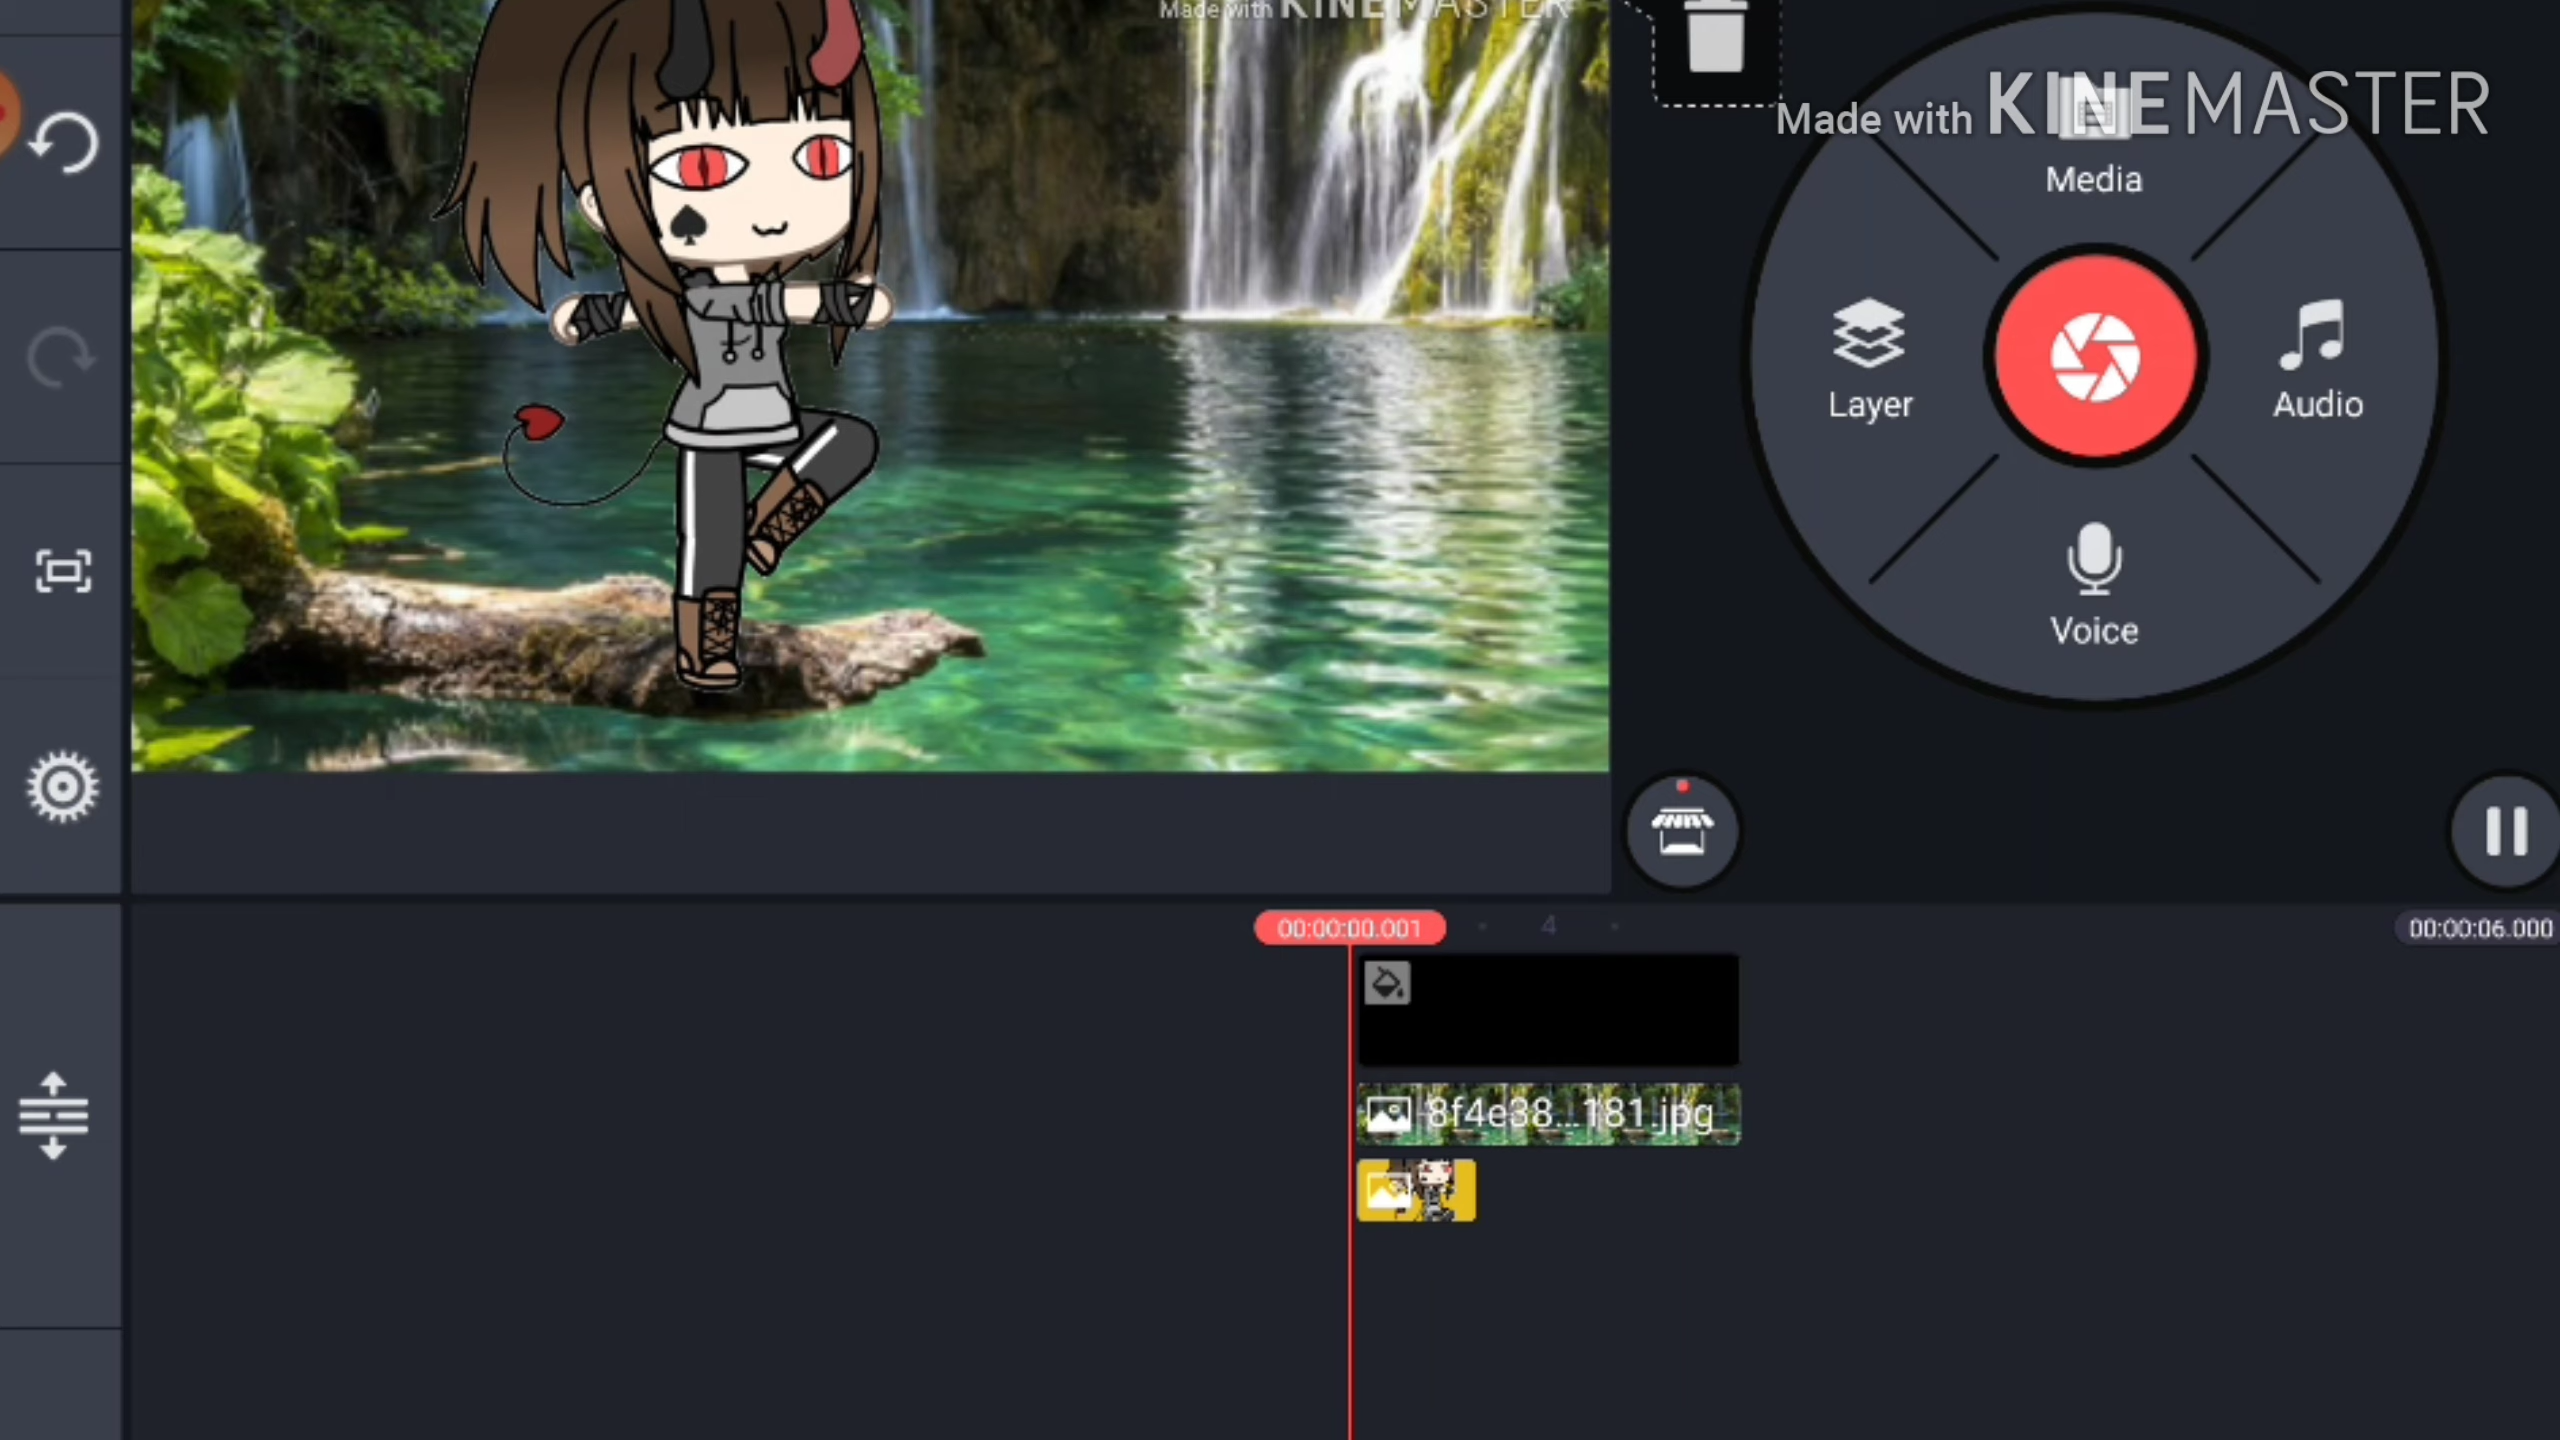 Made with KINEMASTER
Made with KINEMASTER
Media
Layer
Audio
Voice
00:00:00.001
4
00:00:06.000
8f4e38...181.jpg